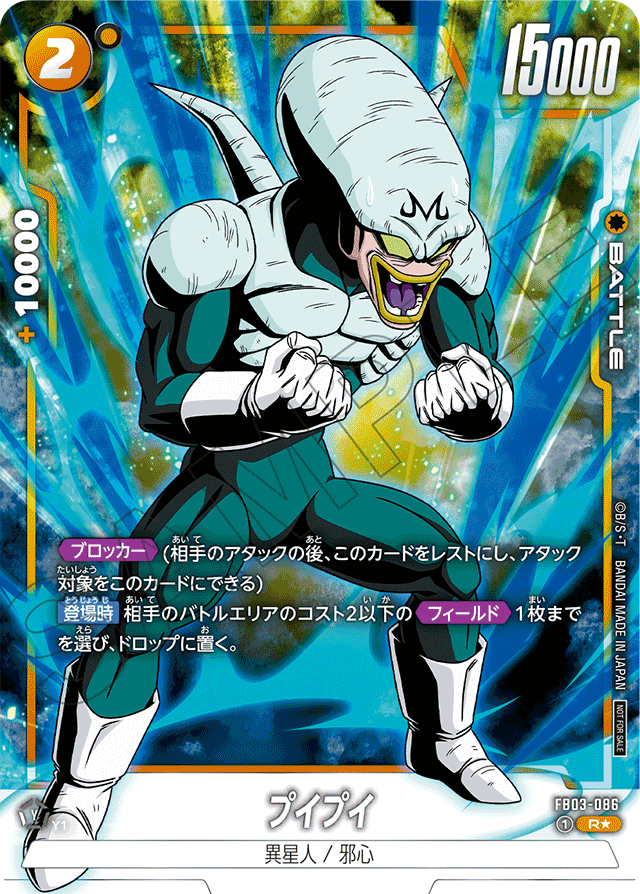 2
15000
+10000
BATTLE
ブロッカー (相手のアタックの後、このカードをレストにし、アタック
対象をこのカードにできる)
登場時 相手のバトルエリアのコスト2以下の フィールド 1枚まで
を選び、ドロップに置く。
©B/S・T BANDAI MADE IN JAPAN
NOT FOR SALE
SAMPLE
プイプイ
FB03-086
Y1
1 R★
異星人 / 邪心